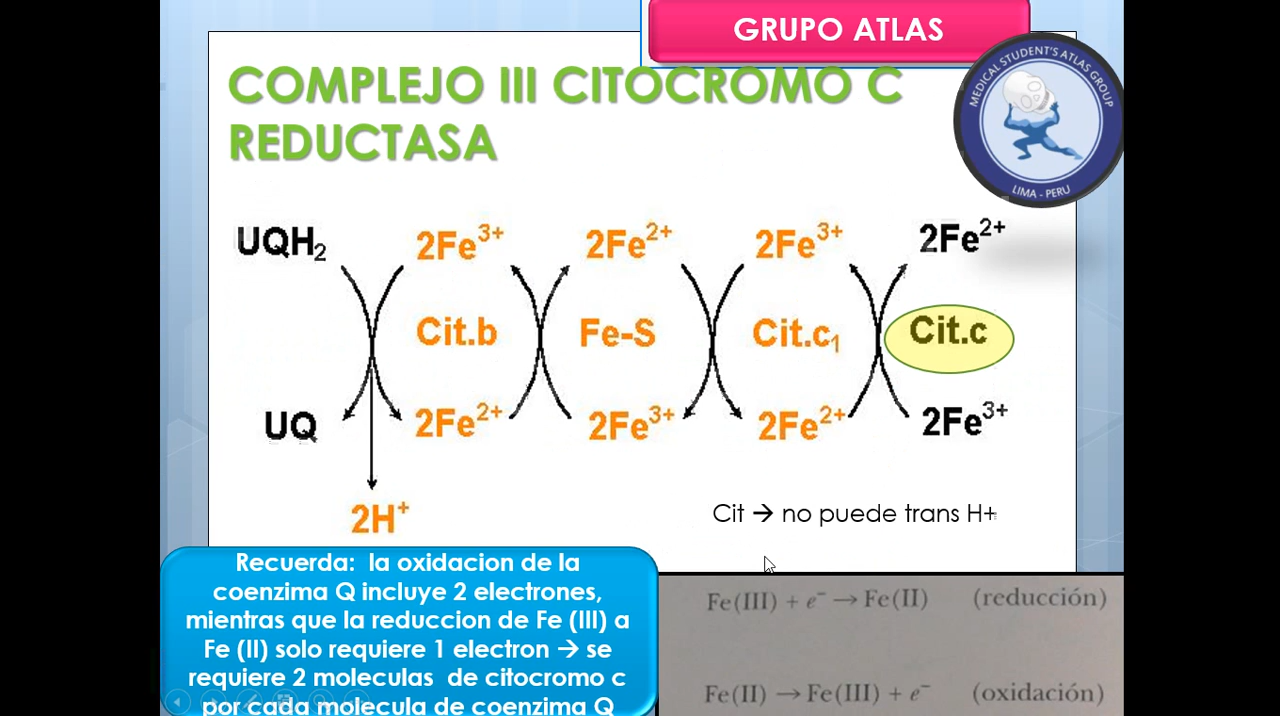 GRUPO ATLAS
MEDICAL STUDENT'S ATLAS GROUP
LIMA - PERU
COMPLEJO III CITOCROMO C
REDUCTASA
UQH₂ 2Fe³⁺ 2Fe²⁺ 2Fe³⁺ 2Fe²⁺
Cit.b Fe-S Cit.c₁ Cit.c
UQ 2Fe²⁺ 2Fe³⁺ 2Fe²⁺ 2Fe³⁺
2H⁺
Cit → no puede trans H+
Recuerda: la oxidacion de la
coenzima Q incluye 2 electrones,
mientras que la reduccion de Fe (III) a
Fe (II) solo requiere 1 electron → se
requiere 2 moleculas de citocromo c
por cada molecula de coenzima Q
Fe(III) + e⁻ → Fe(II) (reducción)
Fe(II) → Fe(III) + e⁻ (oxidación)